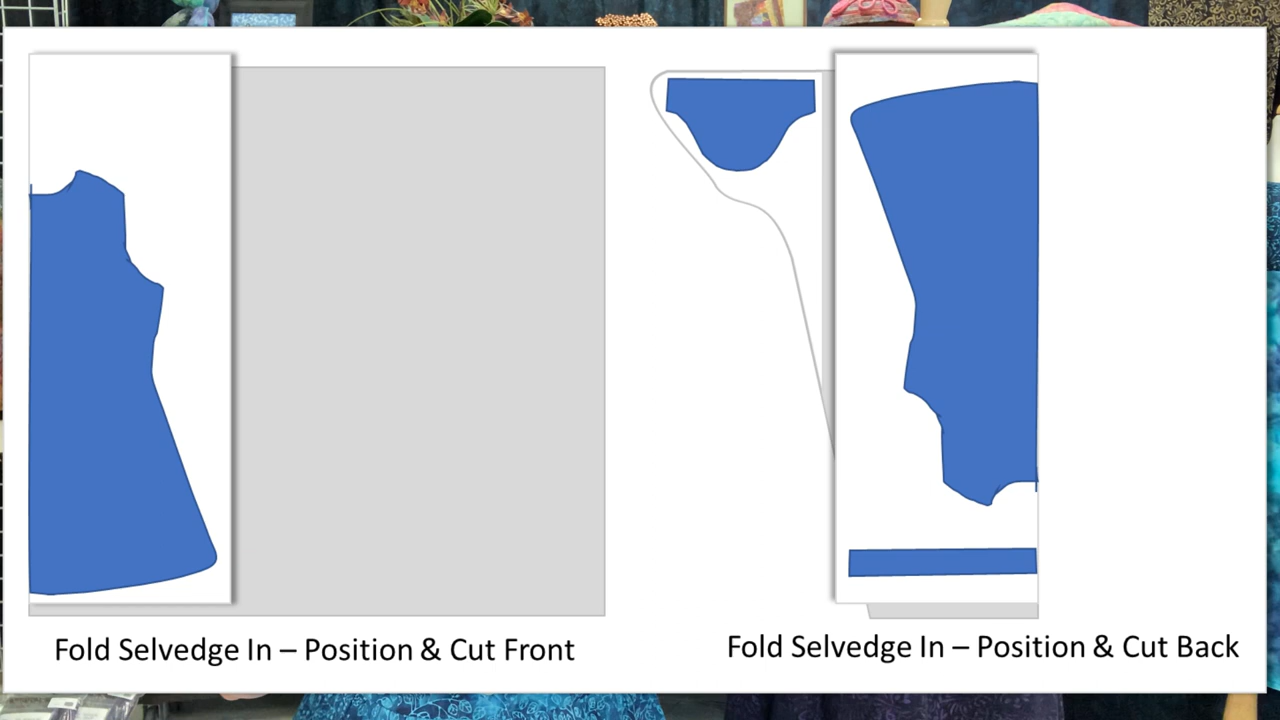 Fold Selvedge In – Position & Cut Front
Fold Selvedge In – Position & Cut Back